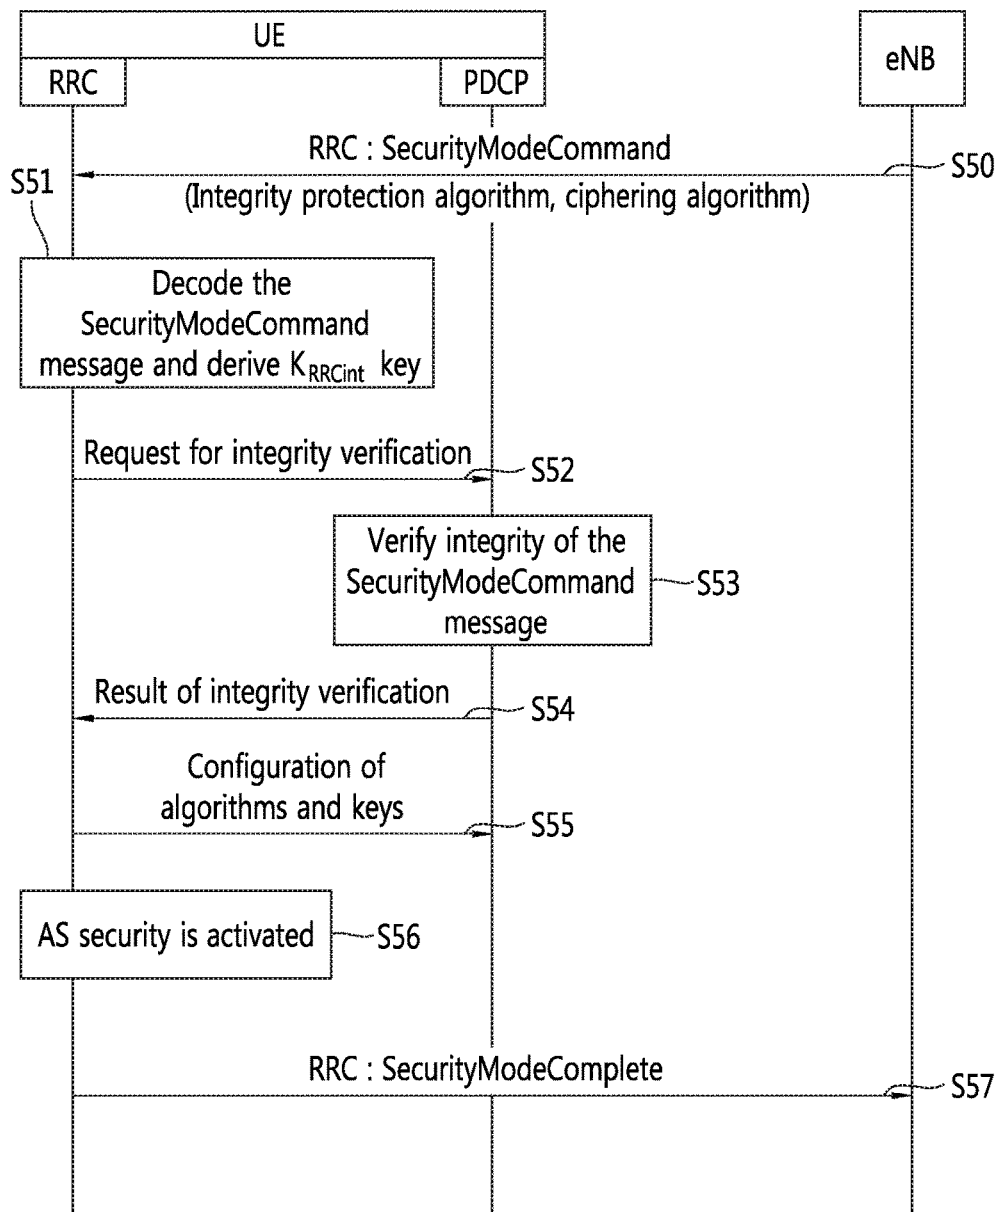 UE
eNB
RRC
PDCP
RRC : SecurityModeCommand
S50
S51
(Integrity protection algorithm, ciphering algorithm)
Decode the
SecurityModeCommand
message and derive KRRCint key
Request for integrity verification
S52
Verify integrity of the
SecurityModeCommand
message
S53
Result of integrity verification
S54
Configuration of
algorithms and keys
S55
AS security is activated
S56
RRC : SecurityModeComplete
S57